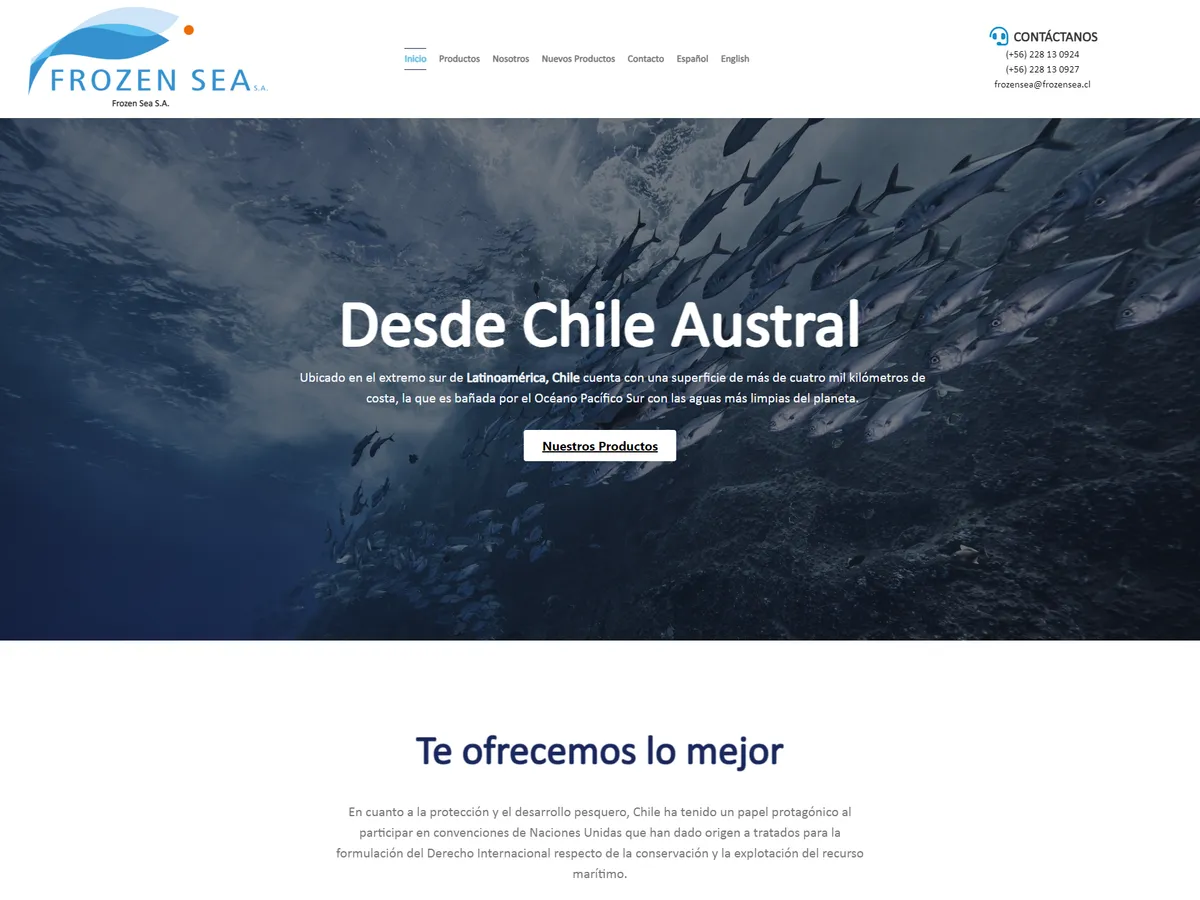 FROZEN SEA S.A.
Frozen Sea S.A.
Inicio Productos Nosotros Nuevos Productos Contacto Español English
CONTÁCTANOS
(+56) 228 13 0924
(+56) 228 13 0927
frozensea@frozensea.cl
Desde Chile Austral
Ubicado en el extremo sur de Latinoamérica, Chile cuenta con una superficie de más de cuatro mil kilómetros de
costa, la que es bañada por el Océano Pacífico Sur con las aguas más limpias del planeta.
Nuestros Productos
Te ofrecemos lo mejor
En cuanto a la protección y el desarrollo pesquero, Chile ha tenido un papel protagónico al
participar en convenciones de Naciones Unidas que han dado origen a tratados para la
formulación del Derecho Internacional respecto de la conservación y la explotación del recurso
marítimo.